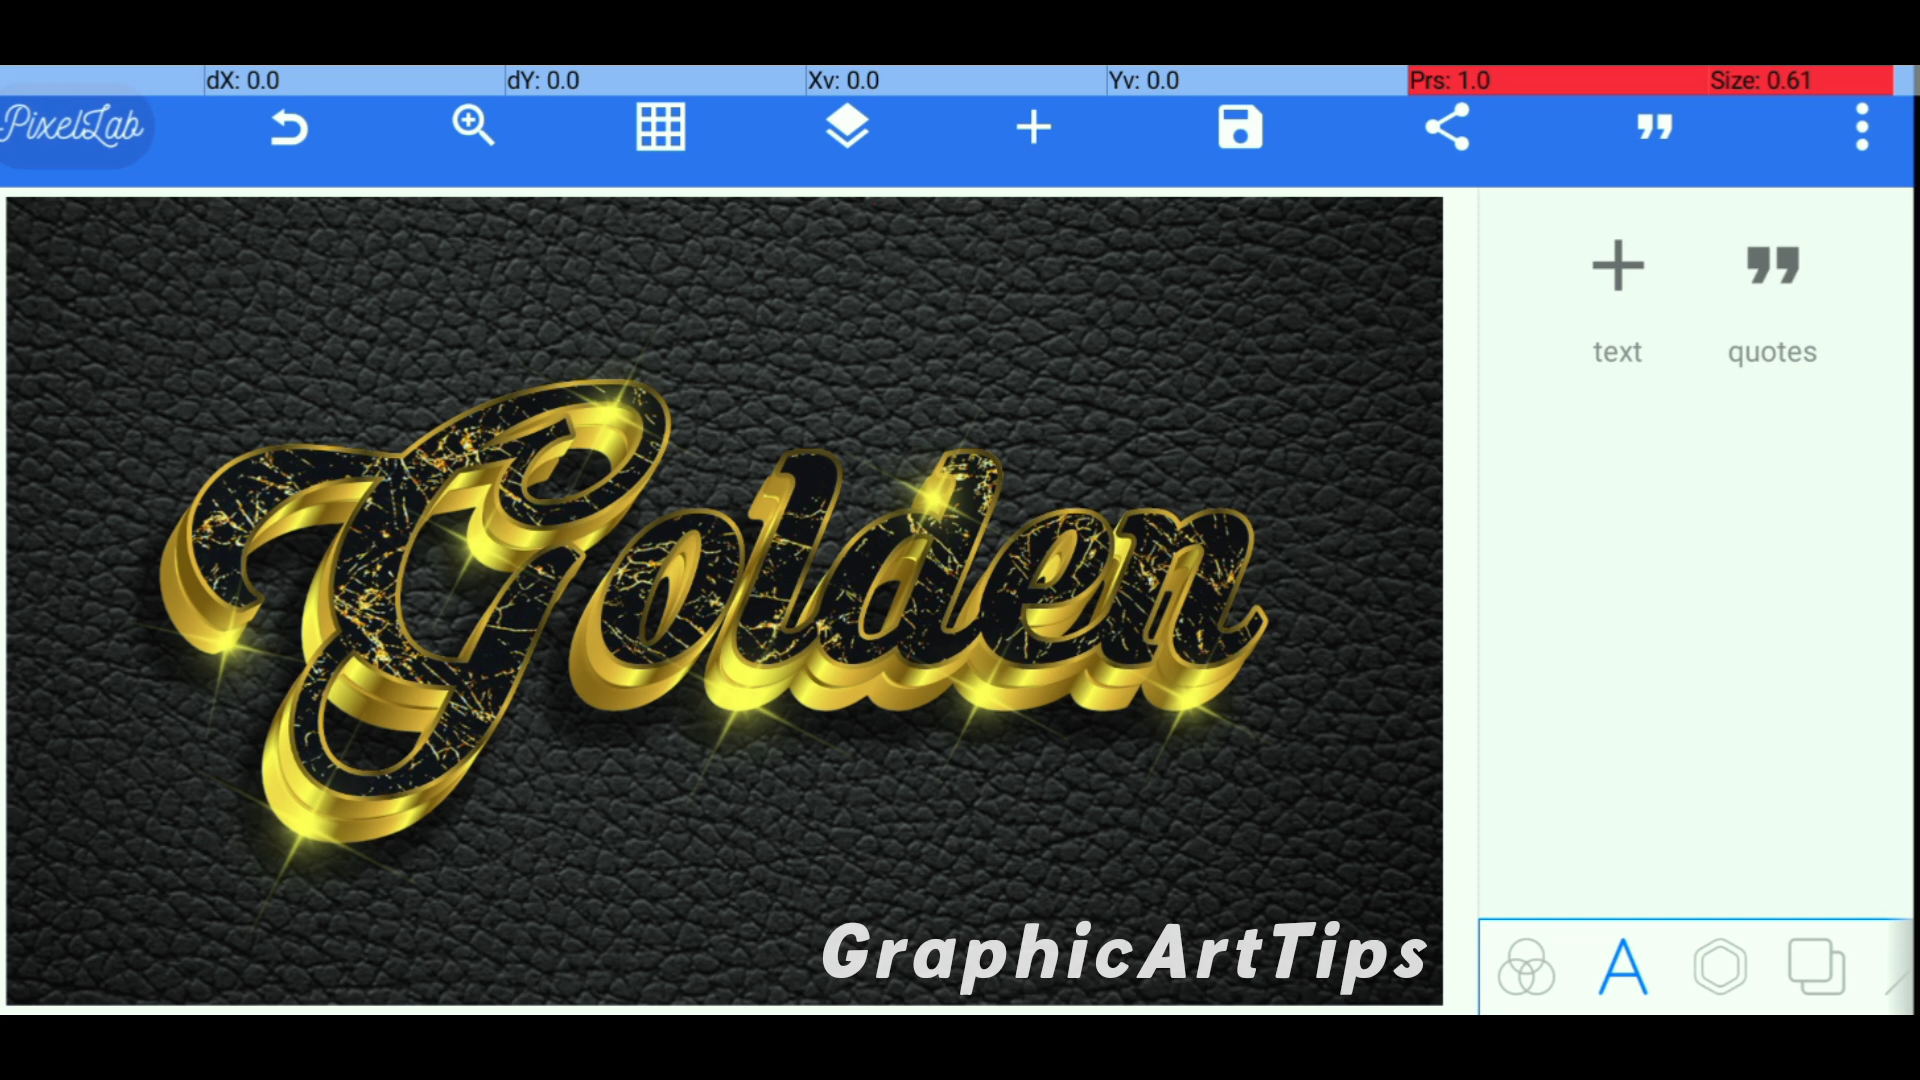 dX: 0.0 dY: 0.0 Xv: 0.0 Yv: 0.0 Prs: 1.0 Size: 0.61
PixelLab
text quotes
Golden
GraphicArtTips